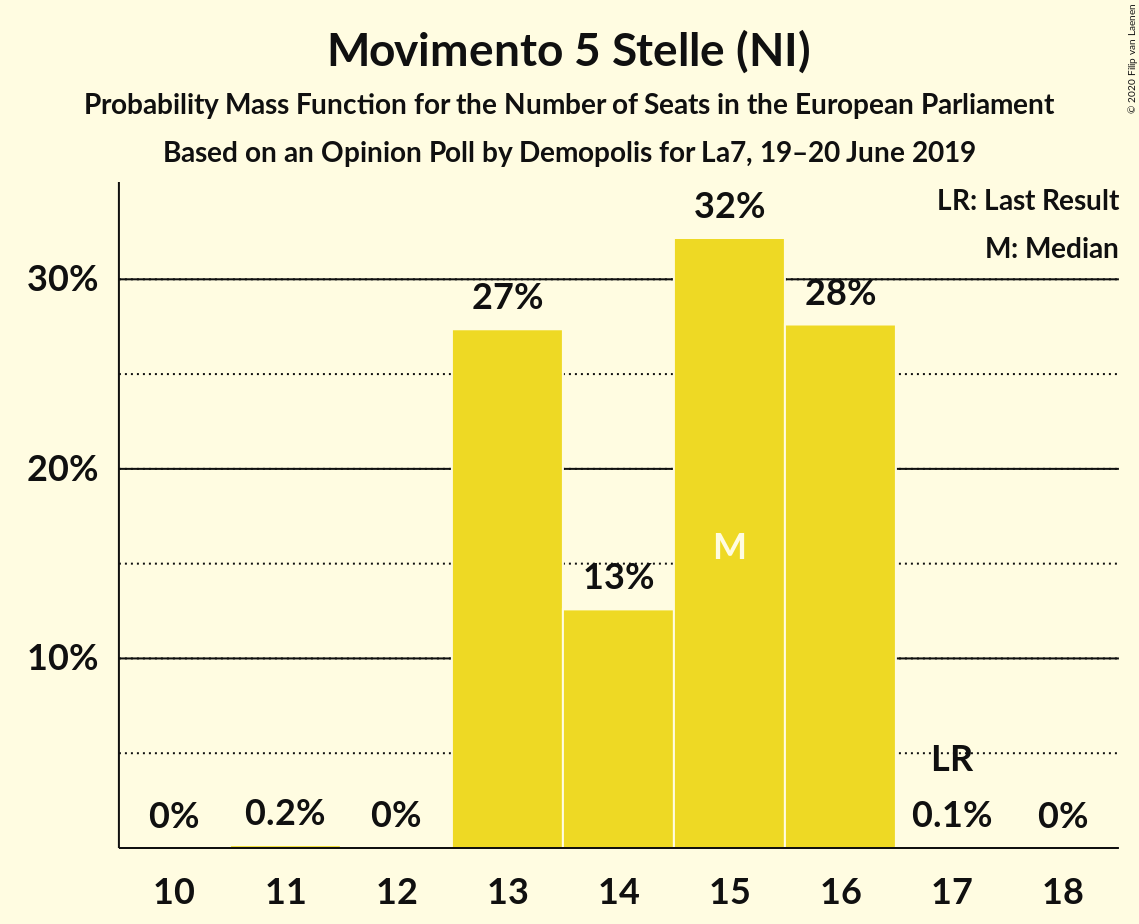 Movimento 5 Stelle (NI)
Probability Mass Function for the Number of Seats in the European Parliament
Based on an Opinion Poll by Demopolis for La7, 19–20 June 2019
© 2020 Filip van Laenen
LR: Last Result
M: Median
30%
20%
10%
0%
0.2%
0%
27%
13%
32%
M
28%
LR
0.1%
0%
10 11 12 13 14 15 16 17 18